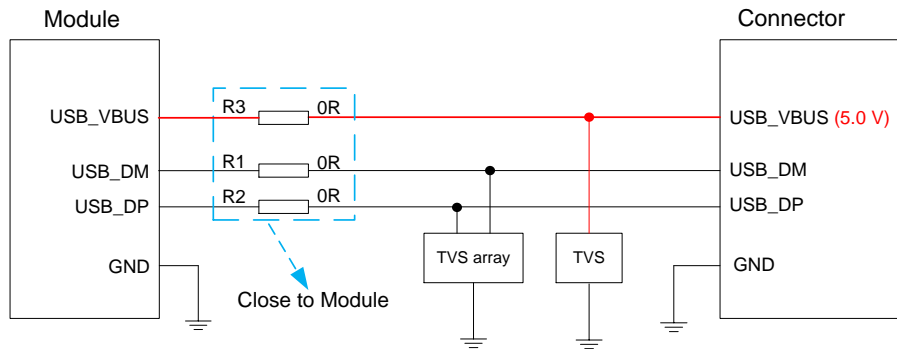 Module
Connector
USB_VBUS
R3
0R
USB_VBUS (5.0 V)
USB_DM
R1
0R
USB_DM
USB_DP
R2
0R
USB_DP
GND
TVS array
TVS
GND
Close to Module